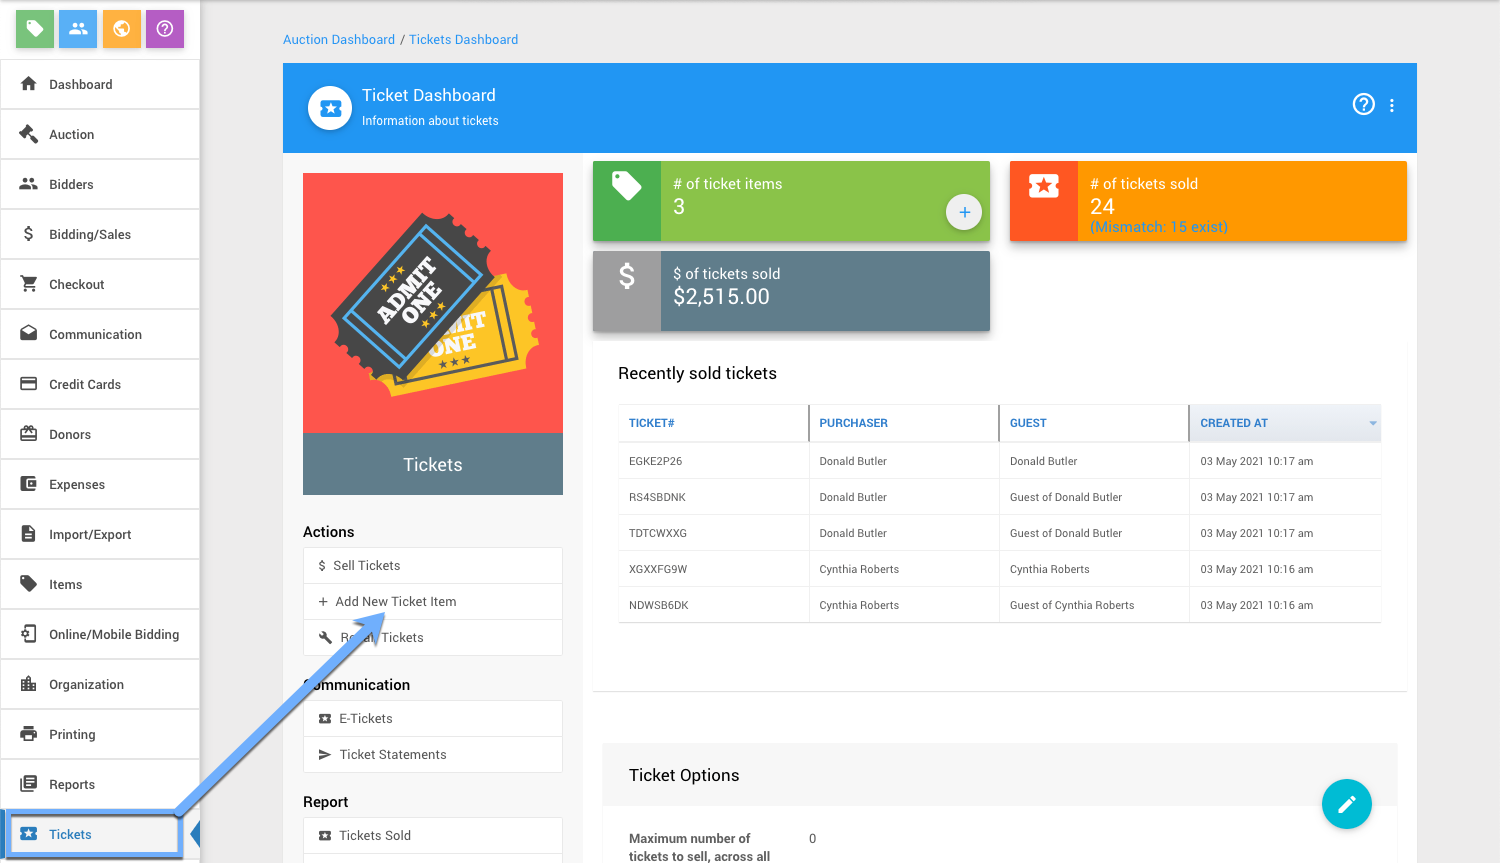 Dashboard
Auction
Bidders
Bidding/Sales
Checkout
Communication
Credit Cards
Donors
Expenses
Import/Export
Items
Online/Mobile Bidding
Organization
Printing
Reports
Tickets
Auction Dashboard / Tickets Dashboard
Ticket Dashboard
Information about tickets
ADMIT
ONE
ONE
Tickets
Actions
$ Sell Tickets
+ Add New Ticket Item
Tickets
Communication
E-Tickets
Ticket Statements
Report
Tickets Sold
# of ticket items
3
+
# of tickets sold
24
(Mismatch: 15 exist)
$
$ of tickets sold
$2,515.00
Recently sold tickets
TICKET# PURCHASER GUEST CREATED AT
EGKE2P26 Donald Butler Donald Butler 03 May 2021 10:17 am
RS4SBDNK Donald Butler Guest of Donald Butler 03 May 2021 10:17 am
TDTCWXXG Donald Butler Guest of Donald Butler 03 May 2021 10:17 am
XGXXFG9W Cynthia Roberts Cynthia Roberts 03 May 2021 10:16 am
NDWSB6DK Cynthia Roberts Guest of Cynthia Roberts 03 May 2021 10:16 am
Ticket Options
Maximum number of 0
tickets to sell, across all